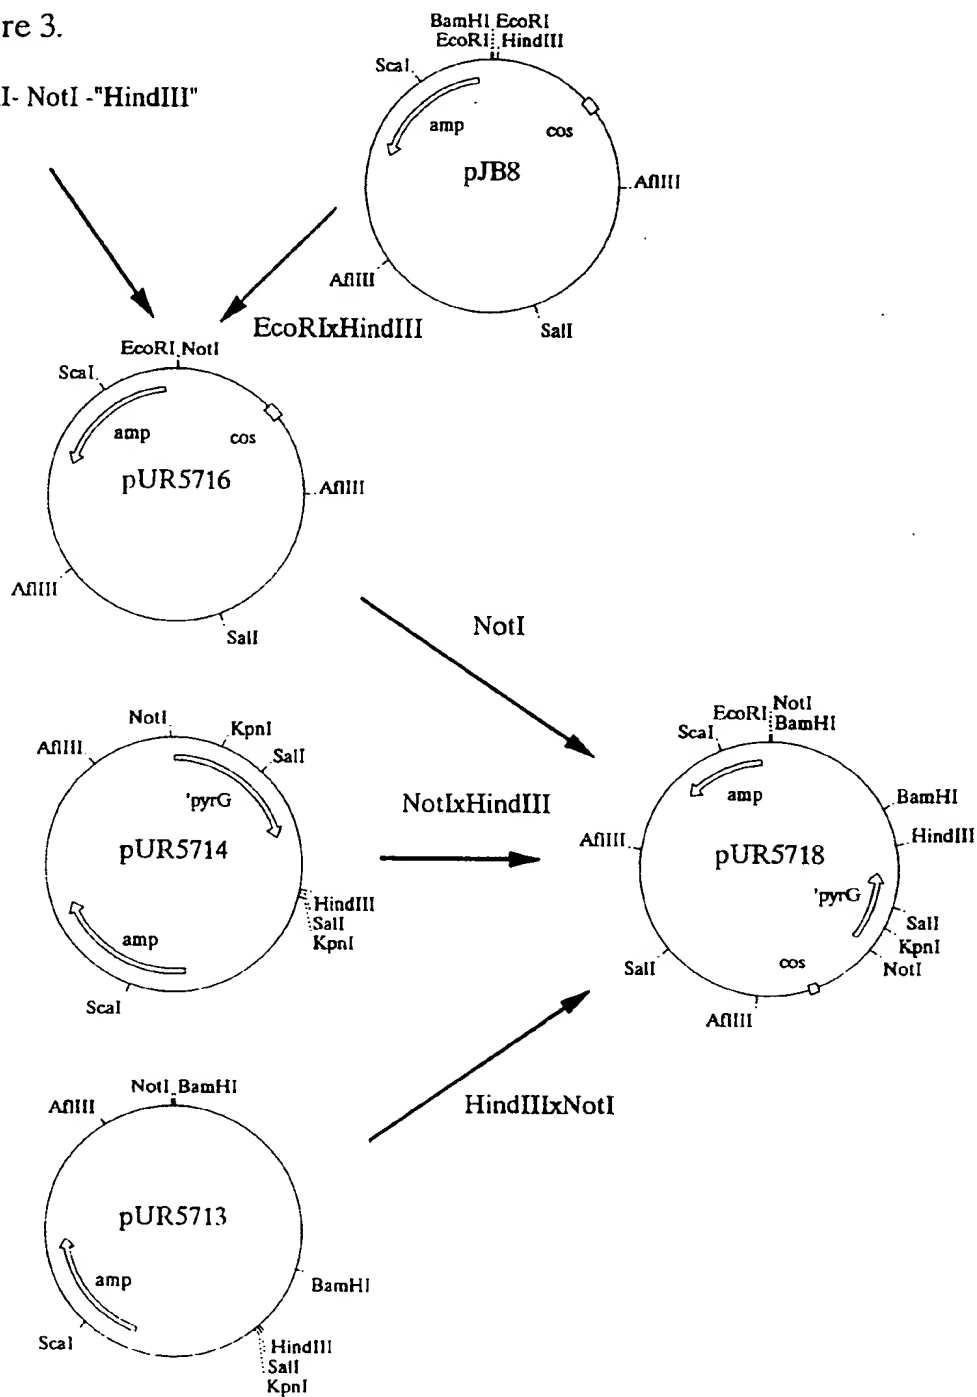 re 3.
I- NotI -"HindIII"
BamHI EcoRI
EcoRI HindIII
ScaI
amp
cos
pJB8
AflIII
AflIII
SalI
EcoRIxHindIII
EcoRI NotI
ScaI
amp
cos
pUR5716
AflIII
AflIII
SalI
NotI
NotI
KpnI
AflIII
SalI
'pyrG
pUR5714
HindIII
SalI
KpnI
amp
ScaI
NotIxHindIII
NotI
EcoRI BamHI
ScaI
amp
BamHI
AflIII
HindIII
pUR5718
'pyrG
SalI
KpnI
NotI
cos
SalI
AflIII
NotI BamHI
AflIII
pUR5713
amp
BamHI
ScaI
HindIII
SalI
KpnI
HindIIIxNotI